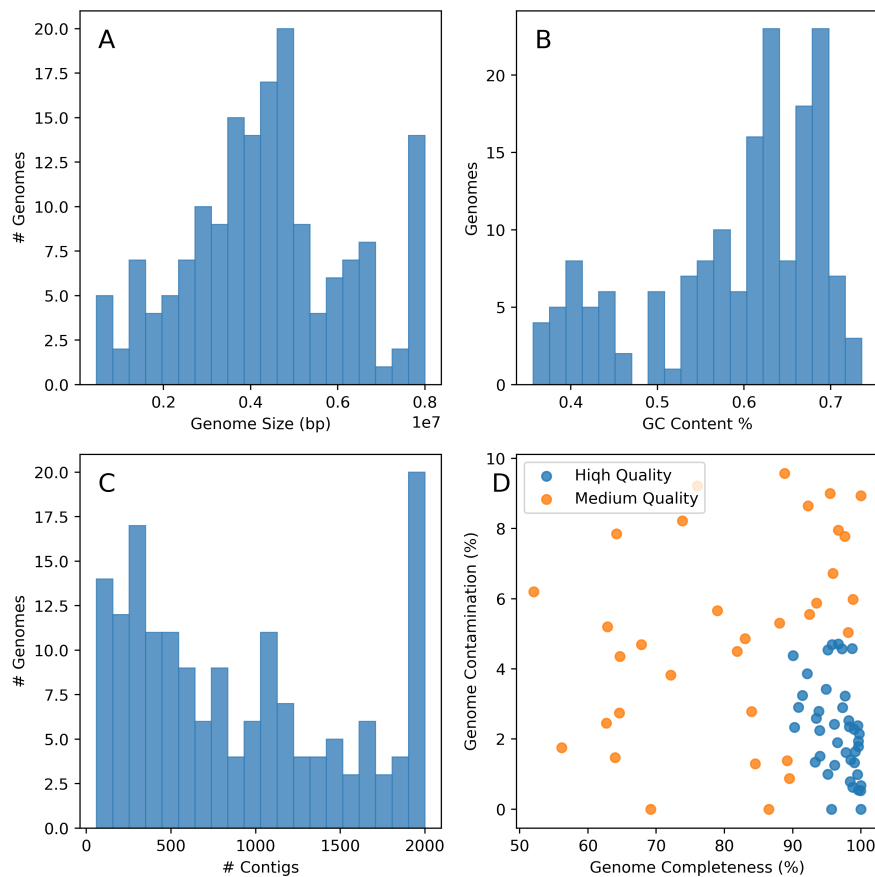 A
20.0
17.5
15.0
12.5
10.0
7.5
5.0
2.5
0.0
# Genomes
0.2 0.4 0.6 0.8
Genome Size (bp)
1e7
B
20
15
10
5
0
Genomes
0.4 0.5 0.6 0.7
GC Content %
C
20.0
17.5
15.0
12.5
10.0
7.5
5.0
2.5
0.0
# Genomes
0 500 1000 1500 2000
# Contigs
D
High Quality
Medium Quality
10
8
6
4
2
0
Genome Contamination (%)
50 60 70 80 90 100
Genome Completeness (%)